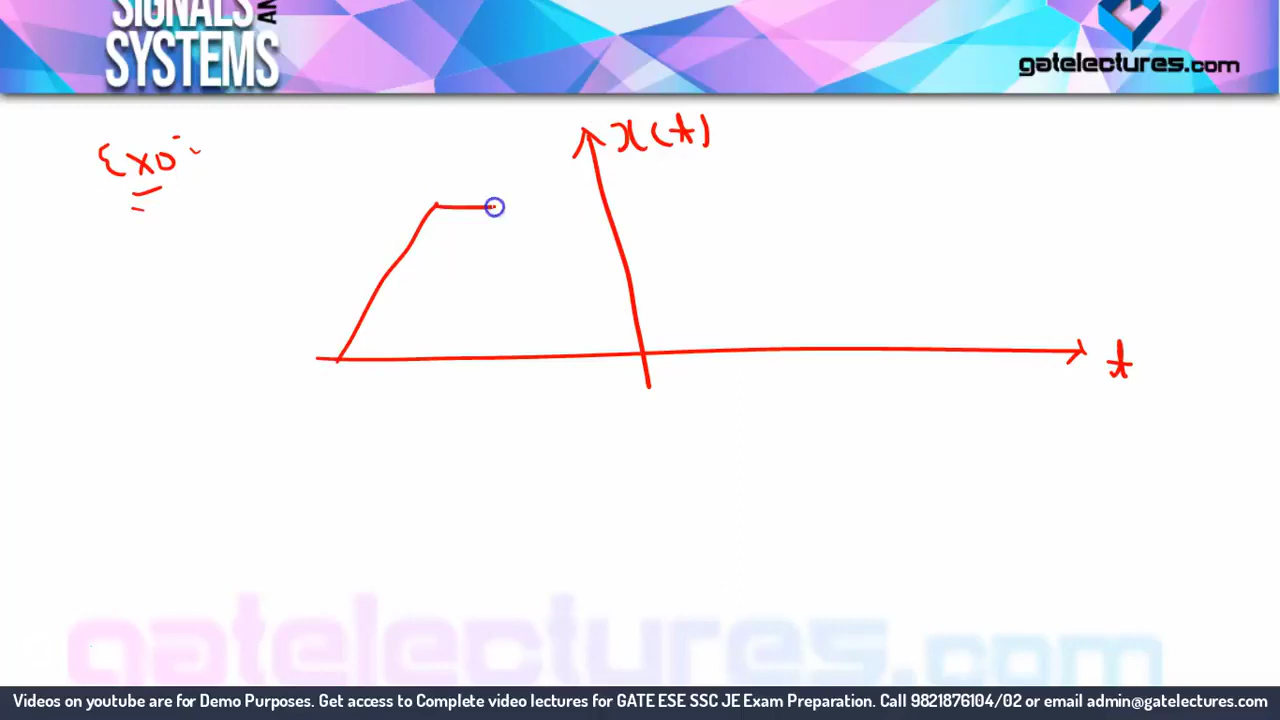 SIGNALS AND
SYSTEMS
gatelectures.com
x(t)
t
gatelectures.com
Videos on youtube are for Demo Purposes. Get access to Complete video lectures for GATE ESE SSC JE Exam Preparation. Call 9821876104/02 or email admin@gatelectures.com